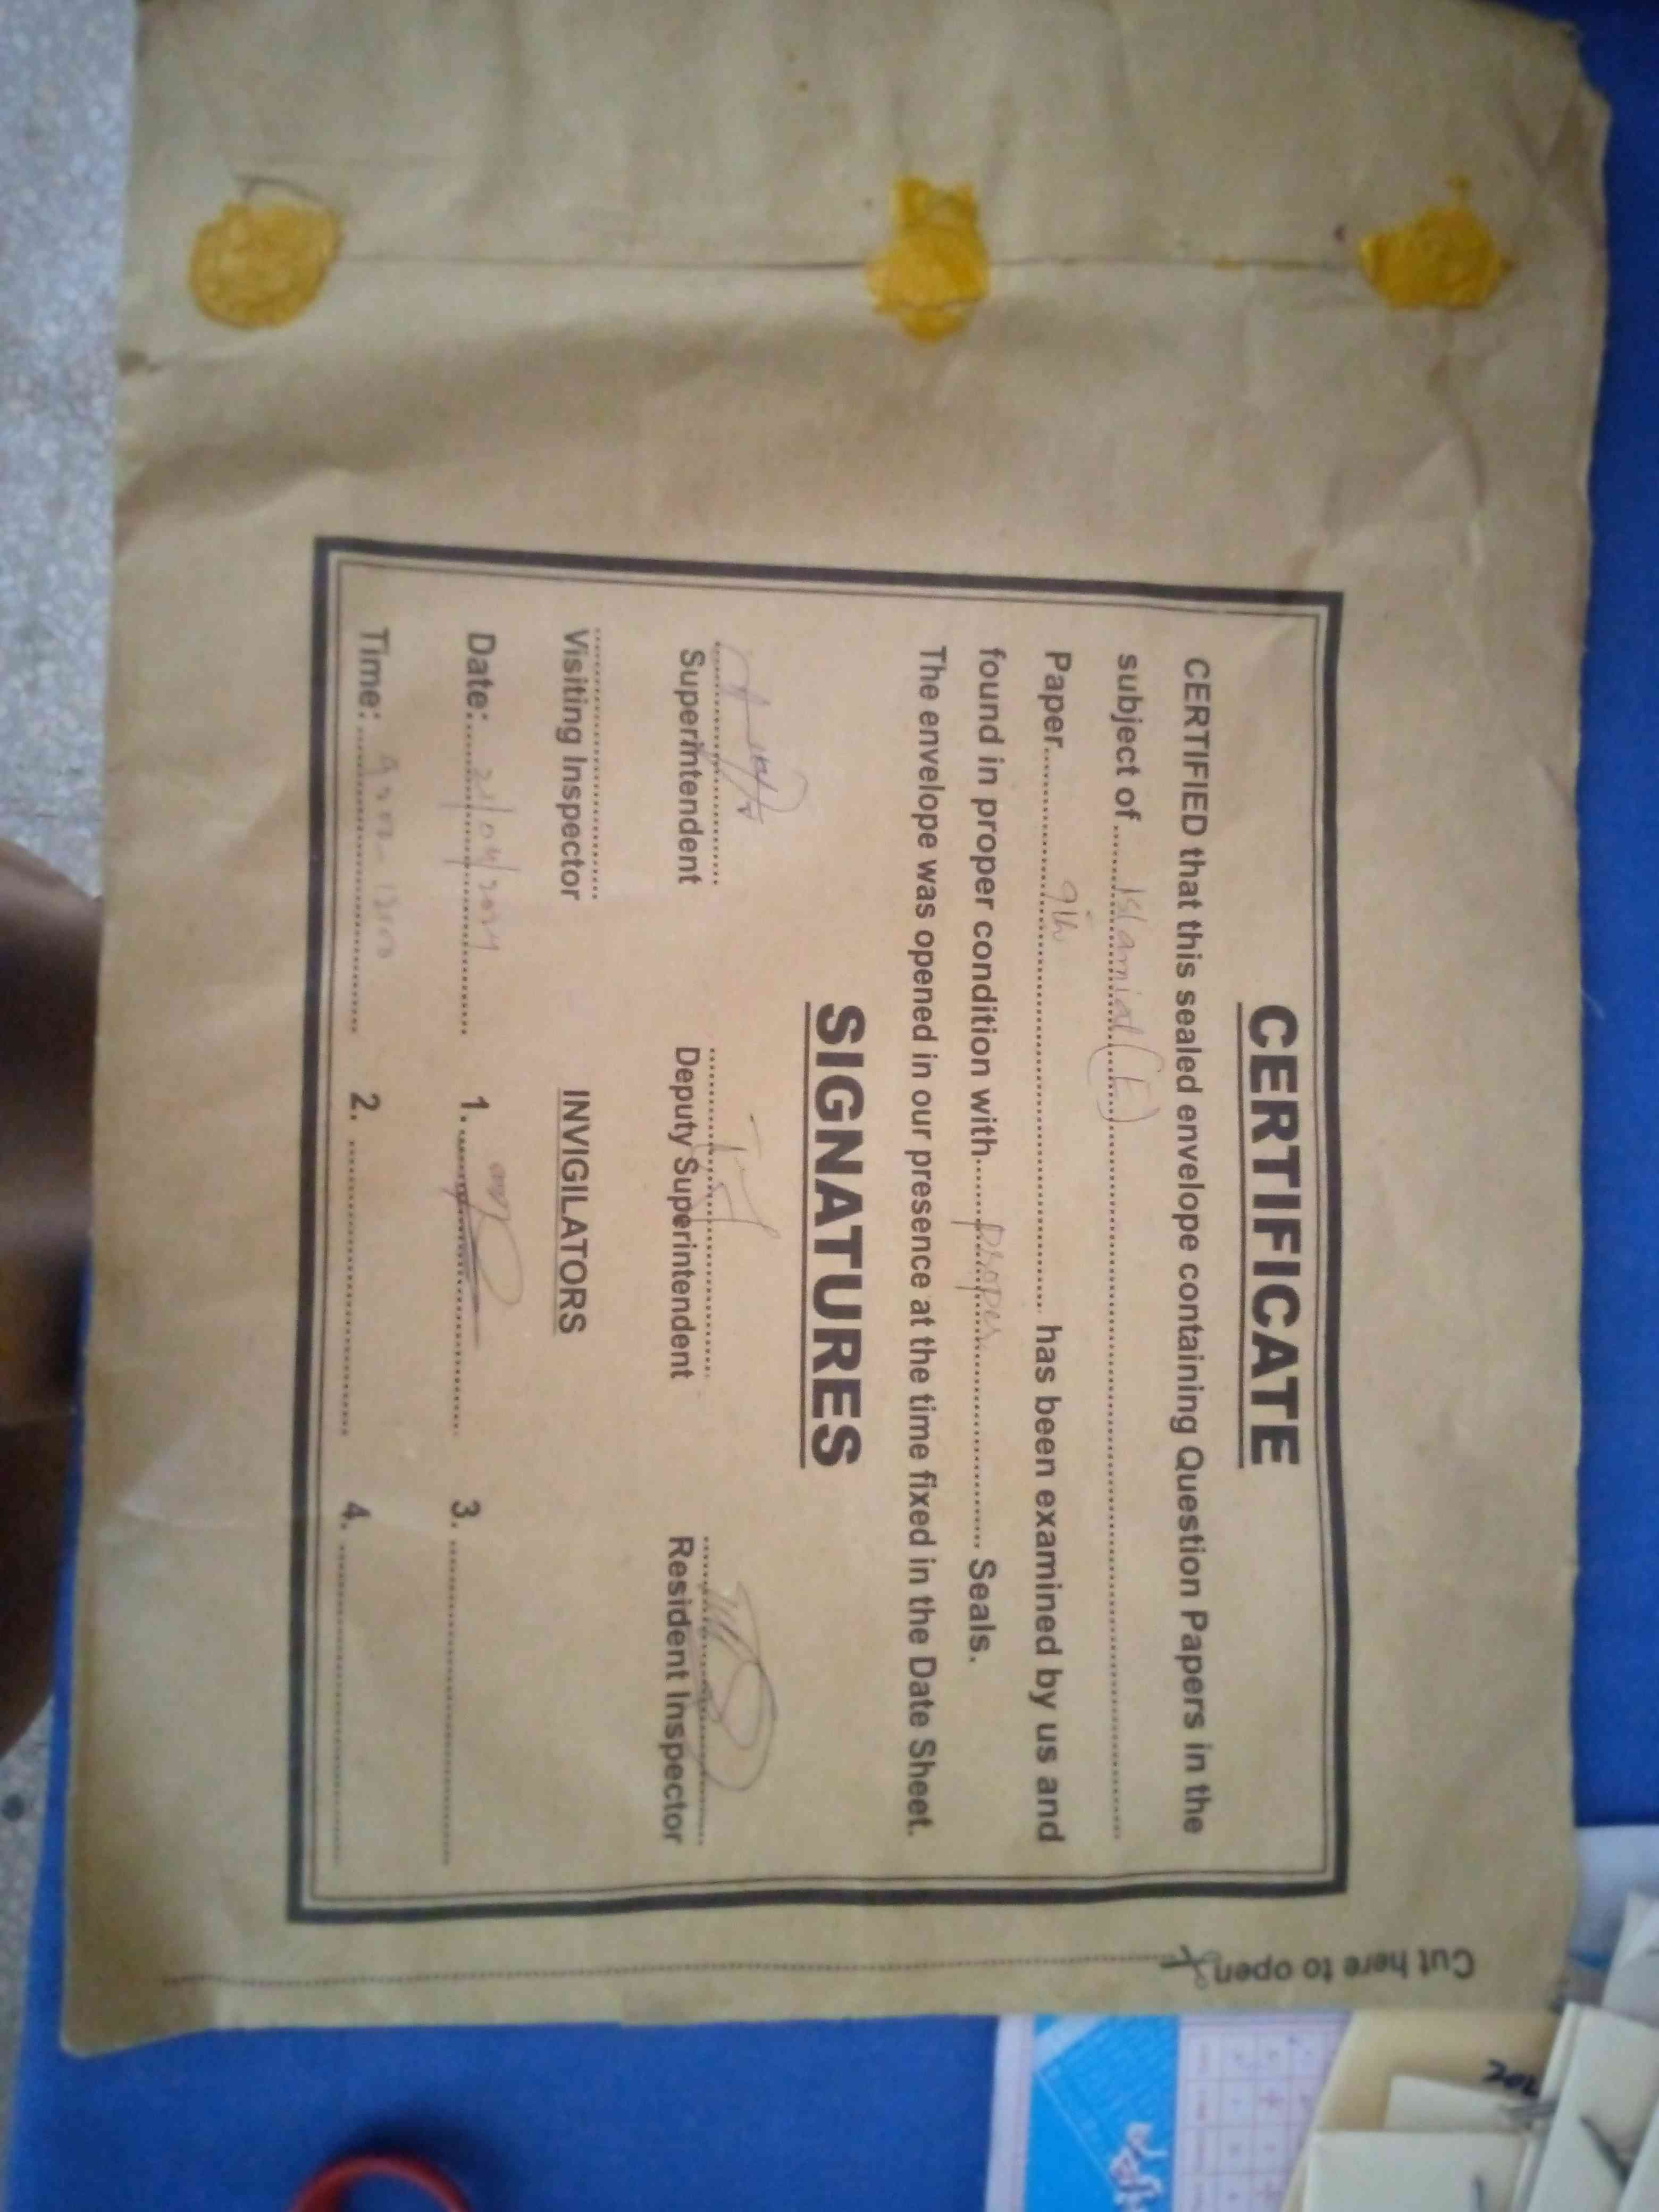 CERTIFICATE
CERTIFIED that this sealed envelope containing Question Papers in the
subject of Islamiat (E)
Paper 9th has been examined by us and
found in proper condition with proper Seals.
The envelope was opened in our presence at the time fixed in the Date Sheet.
SIGNATURES
Superintendent Deputy Superintendent Resident Inspector
Visiting Inspector INVIGILATORS
Date: 1. 3.
Time: 2. 4.
Cut here to open